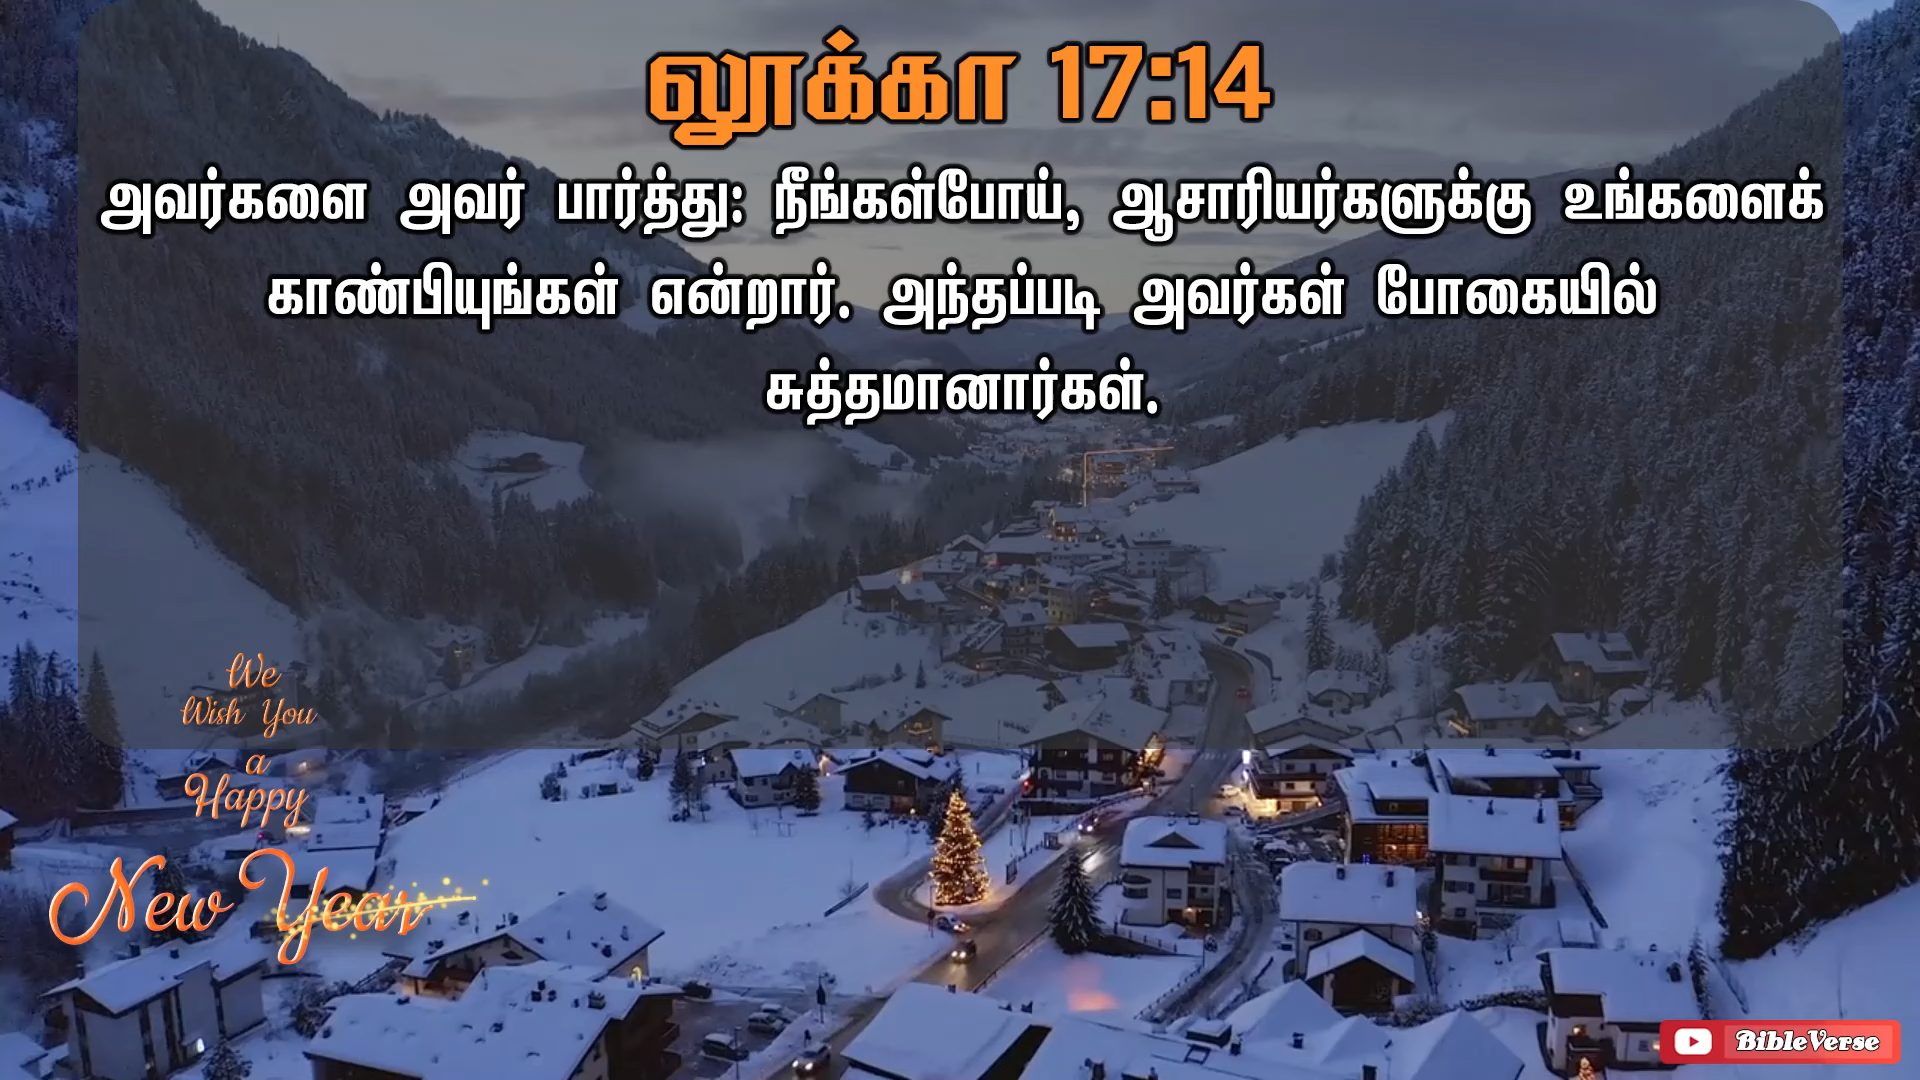 லூக்கா 17:14
அவர்களை அவர் பார்த்து: நீங்கள்போய், ஆசாரியர்களுக்கு உங்களைக்
காண்பியுங்கள் என்றார். அந்தப்படி அவர்கள் போகையில்
சுத்தமானார்கள்.
We
Wish You
a
Happy
New Year
BibleVerse